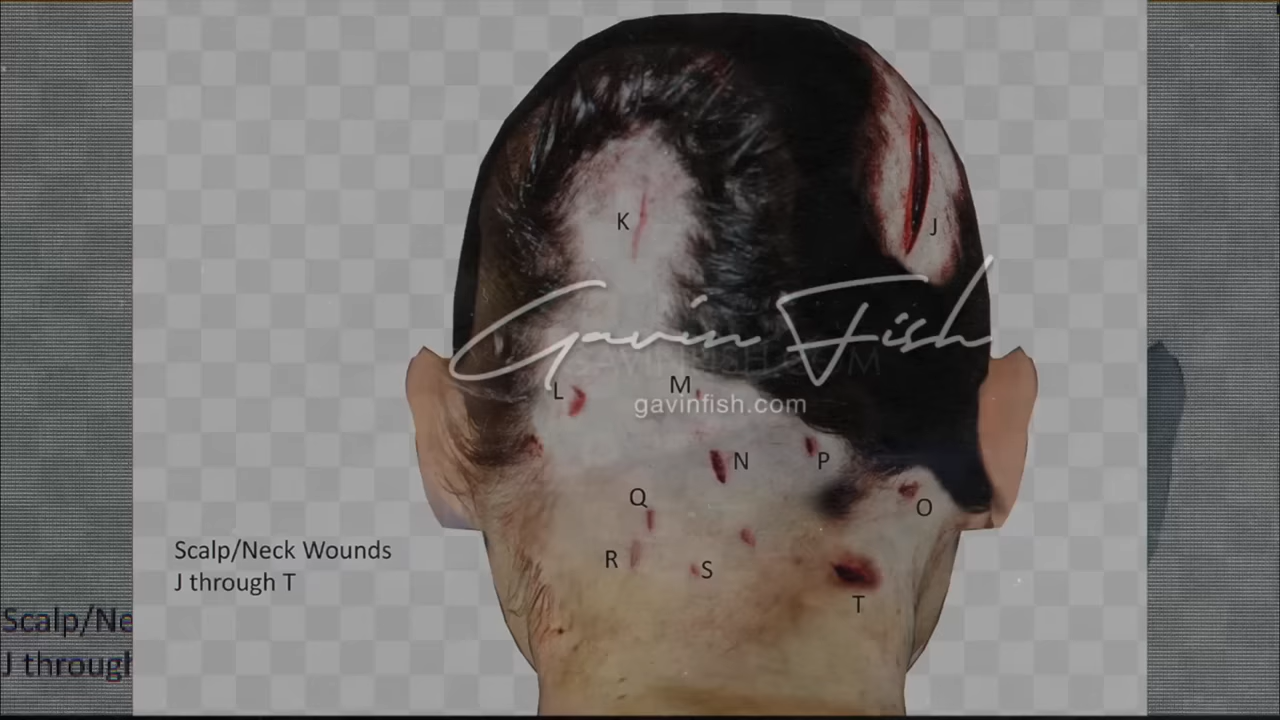 K
J
Gavin Fish
GAVINFISH.COM
L
M
gavinfish.com
N
P
Q
O
Scalp/Neck Wounds
R
S
J through T
T
Scalp/Ne
J through